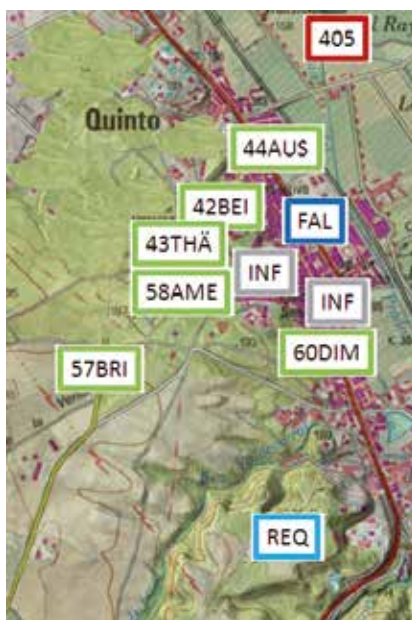 405
Quinto
44AUS
42BEI
FAL
43THÄ
INF
58AME
INF
60DIM
57BRI
REQ